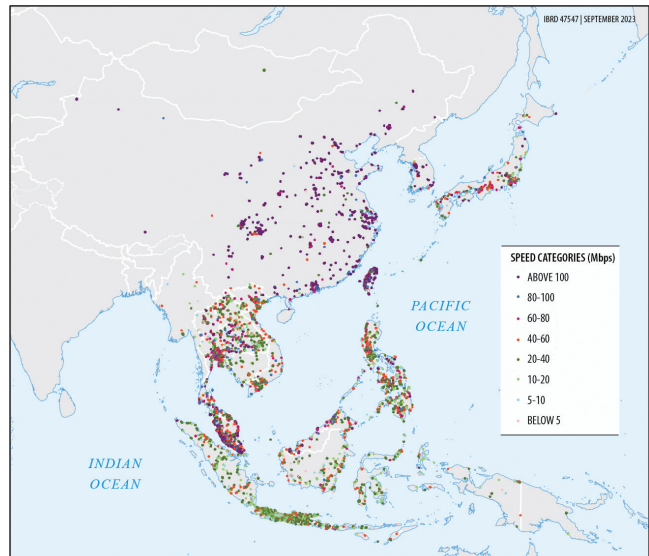 IBRD 47547 | SEPTEMBER 2023
SPEED CATEGORIES (Mbps)
ABOVE 100
80-100
60-80
40-60
20-40
10-20
5-10
BELOW 5
PACIFIC
OCEAN
INDIAN
OCEAN